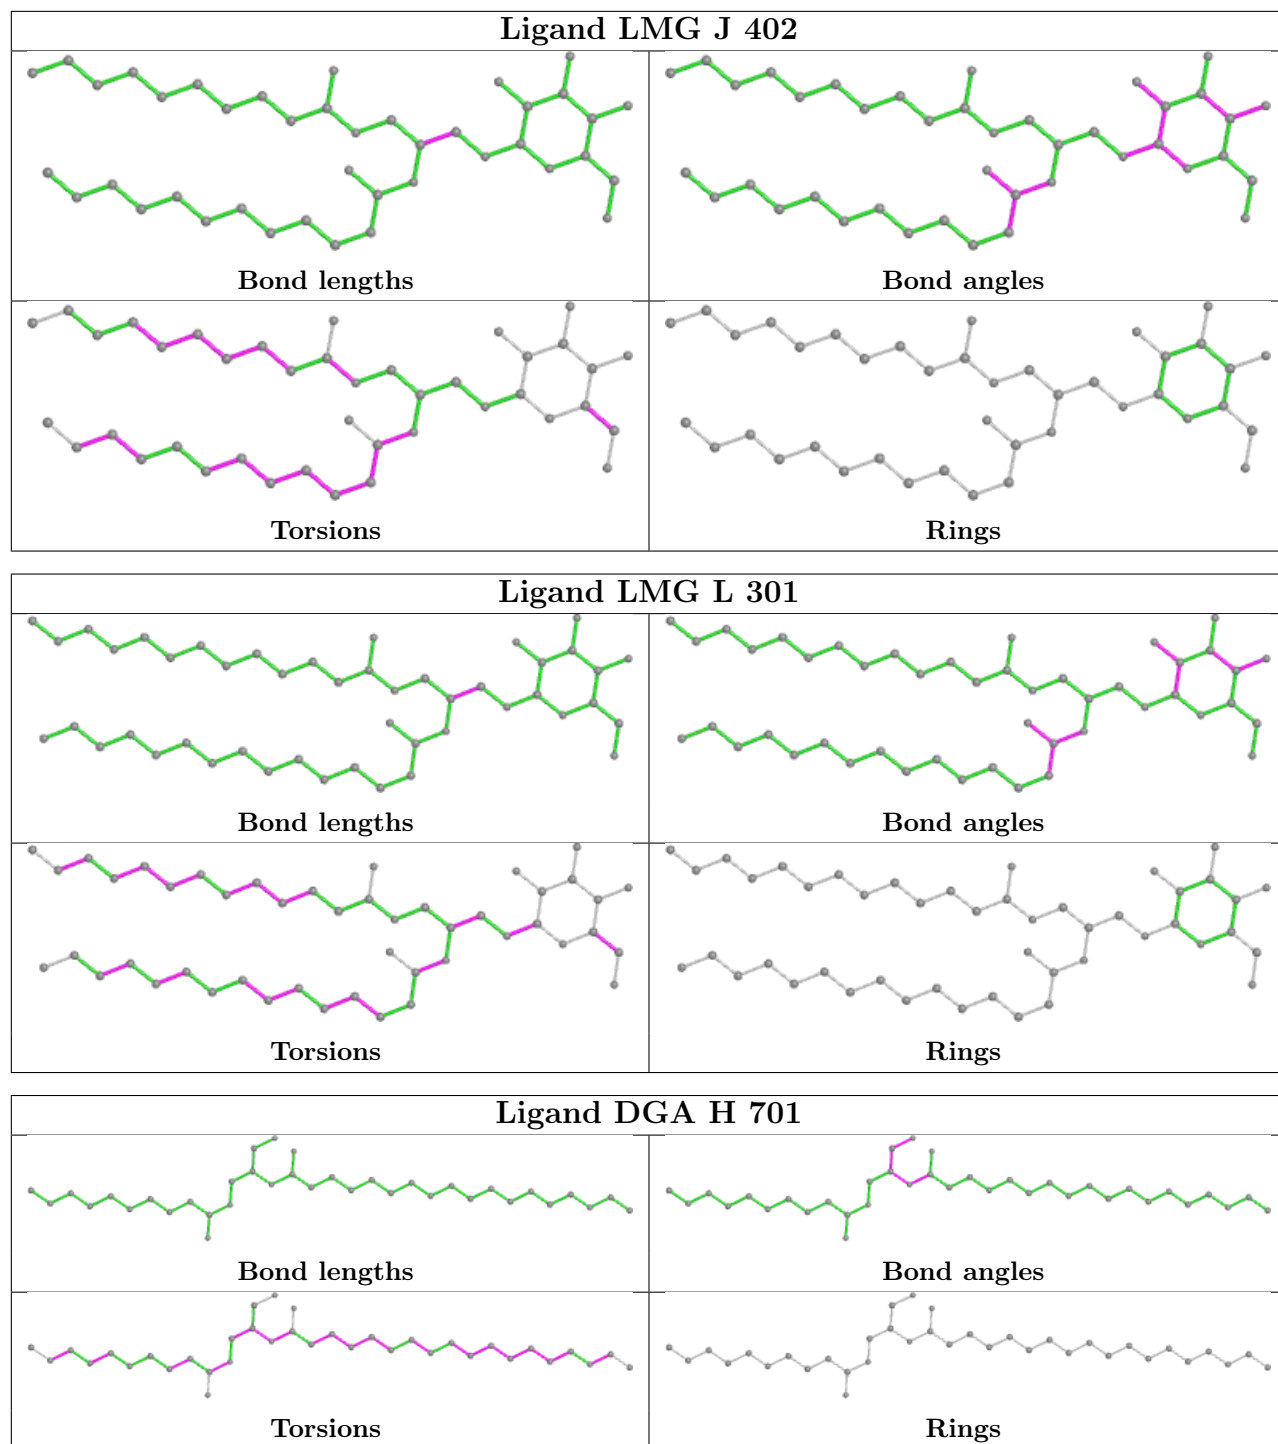 Ligand LMG J 402
Bond lengths
Bond angles
Torsions
Rings
Ligand LMG L 301
Bond lengths
Bond angles
Torsions
Rings
Ligand DGA H 701
Bond lengths
Bond angles
Torsions
Rings